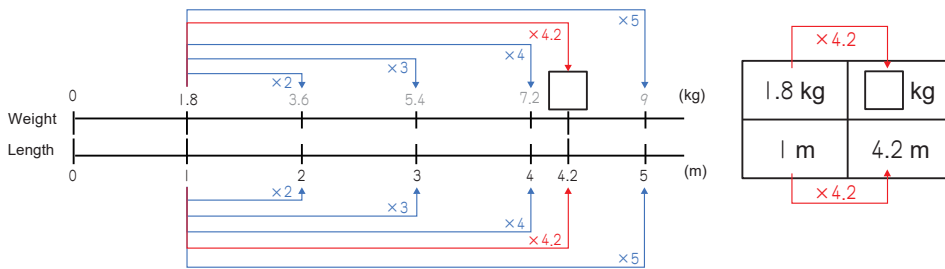 ×5
×4.2
×4
×3
×2
0 1.8 3.6 5.4 7.2 9 (kg)
Weight
Length
0 1 2 3 4 4.2 5 (m)
×2
×3
×4
×4.2
×5
×4.2
1.8 kg kg
1 m 4.2 m
×4.2